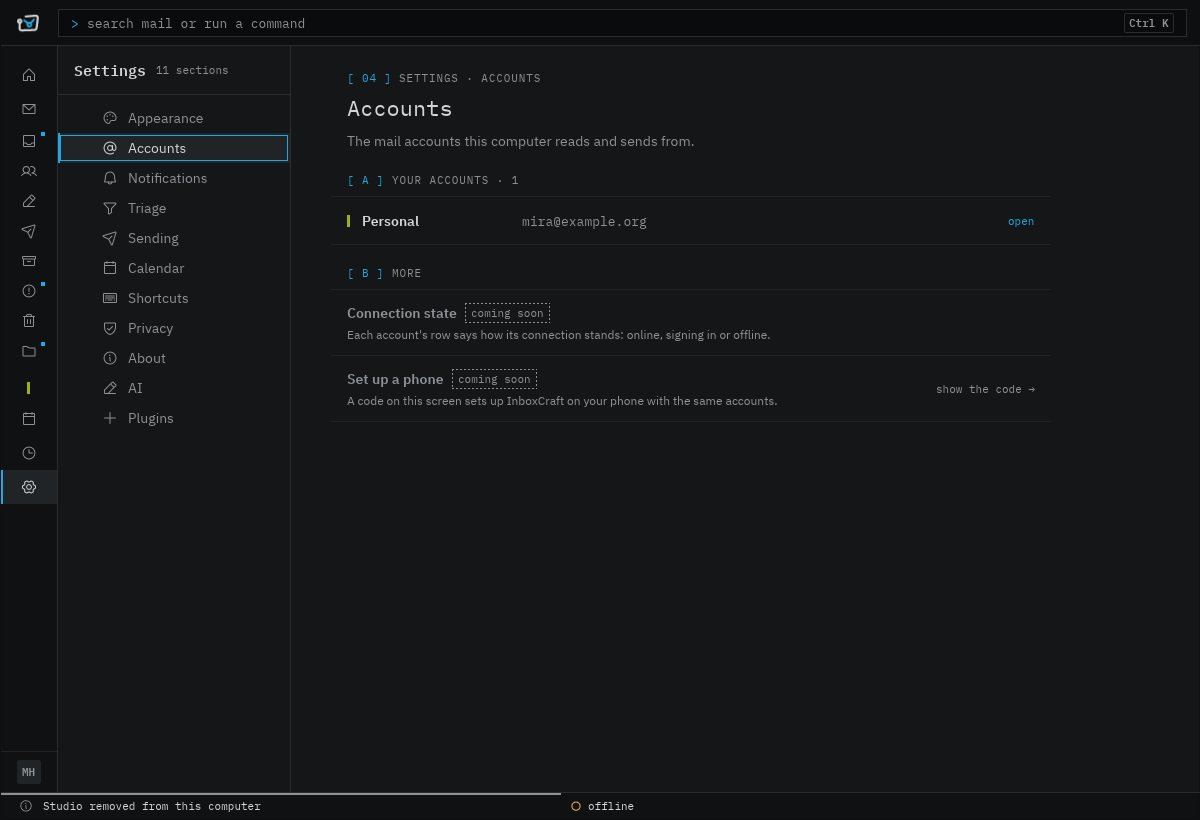 > search mail or run a command
Ctrl K
Settings 11 sections
Appearance
Accounts
Notifications
Triage
Sending
Calendar
Shortcuts
Privacy
About
AI
Plugins
MH
[ 04 ] SETTINGS · ACCOUNTS
Accounts
The mail accounts this computer reads and sends from.
[ A ] YOUR ACCOUNTS · 1
Personal mira@example.org open
[ B ] MORE
Connection state coming soon
Each account's row says how its connection stands: online, signing in or offline.
Set up a phone coming soon
A code on this screen sets up InboxCraft on your phone with the same accounts.
show the code →
Studio removed from this computer
offline